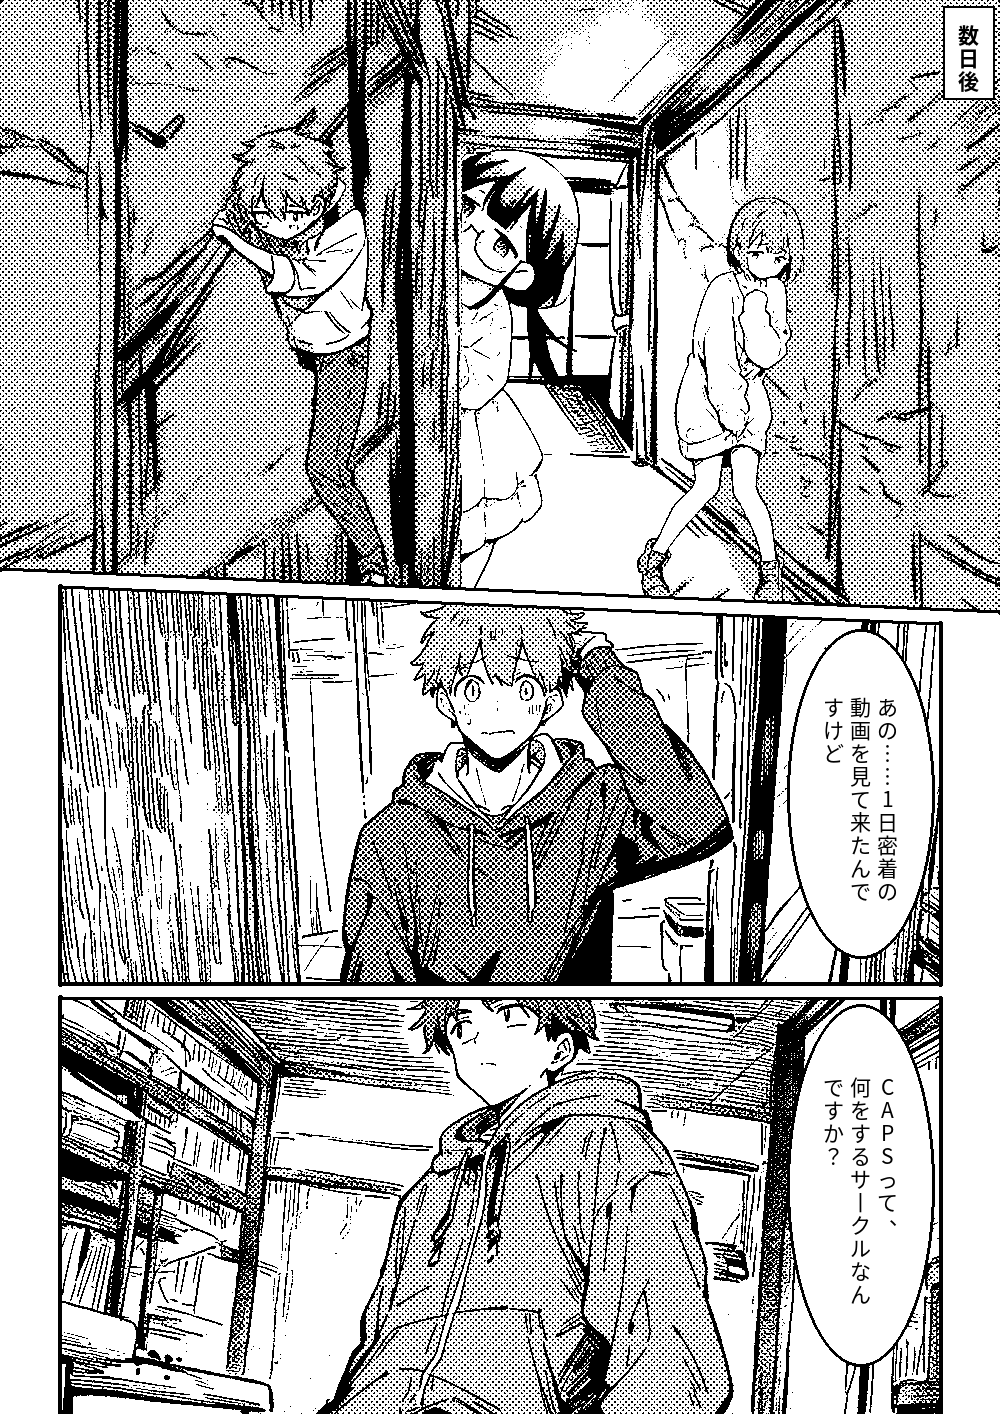 数日後
あの……1日密着の
動画を見て来たんで
すけど
CAPSって、
何をするサークルなん
ですか？